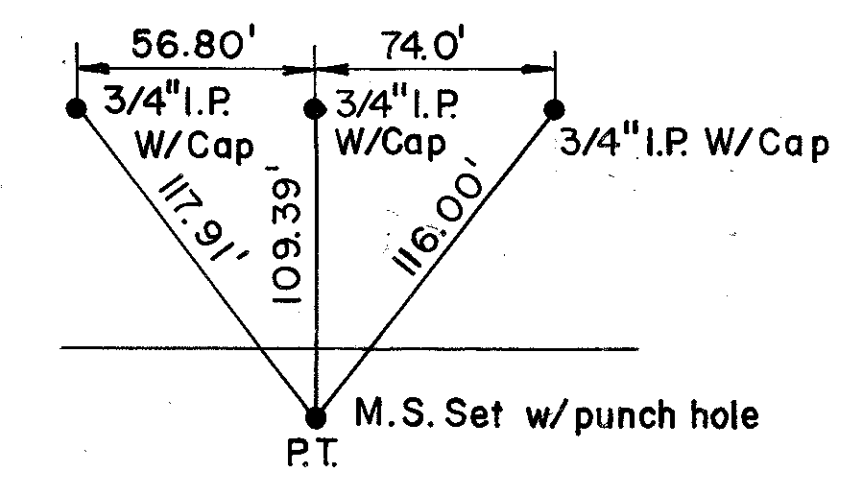 56.80'
74.0'
3/4" I.P.
W/Cap
3/4" I.P.
W/Cap
3/4" I.P. W/Cap
117.91'
109.39'
116.00'
M.S. Set w/punch hole
P.T.